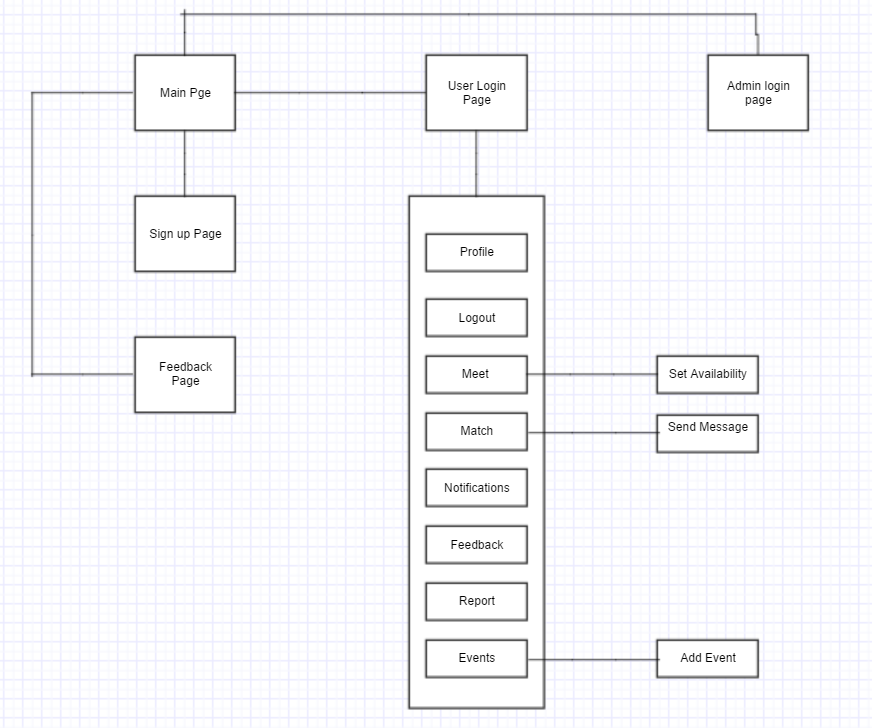 Main Pge
User Login
Page
Admin login
page
Sign up Page
Profile
Logout
Feedback
Page
Meet
Set Availability
Match
Send Message
Notifications
Feedback
Report
Events
Add Event